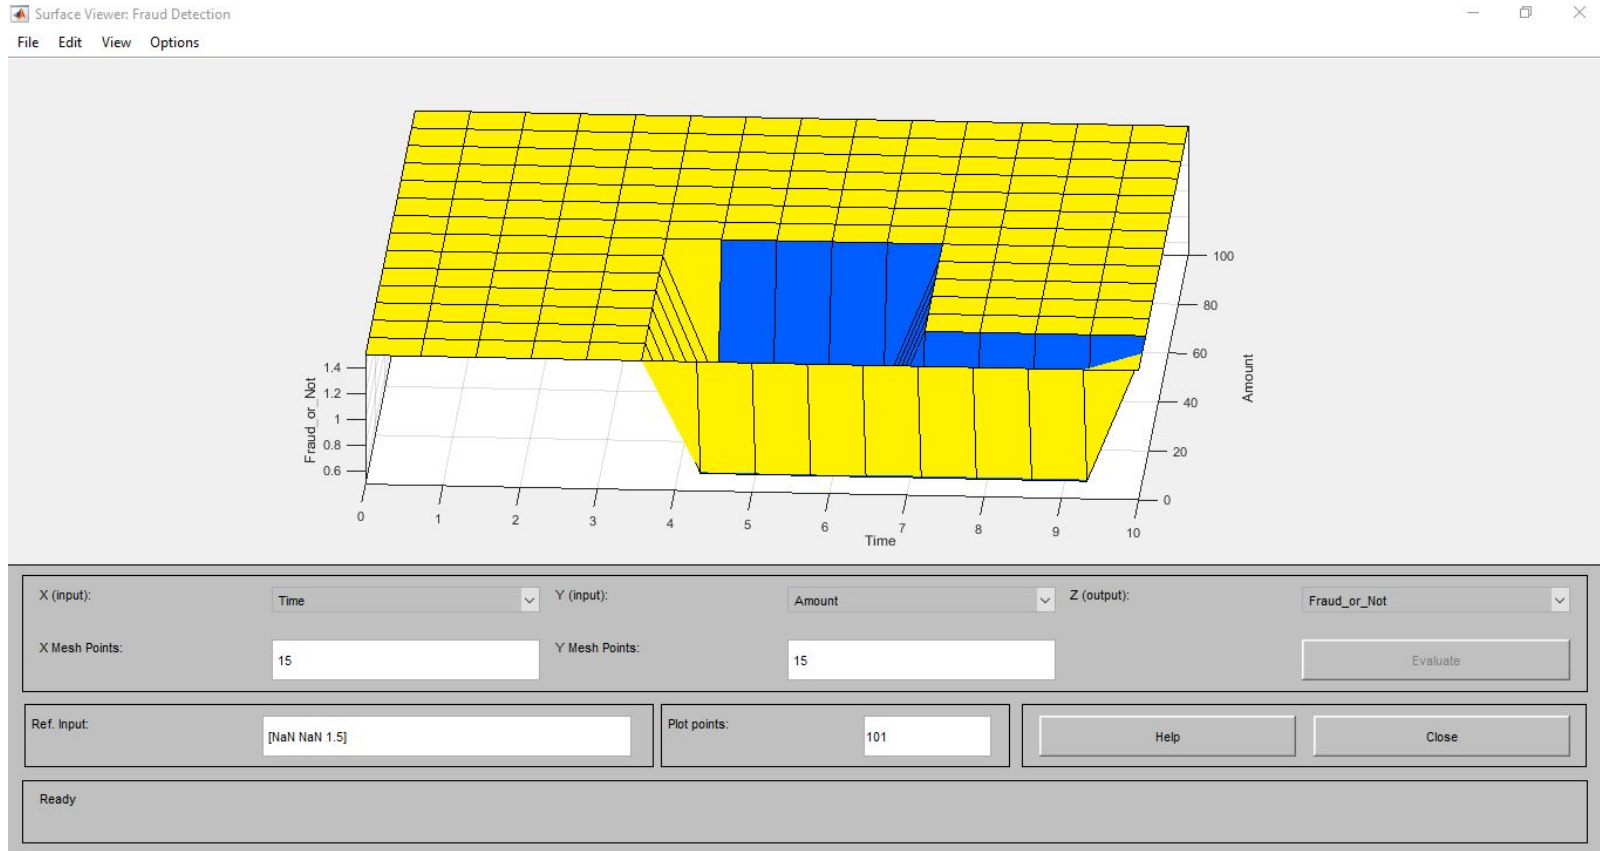 Surface Viewer: Fraud Detection
File Edit View Options
100
80
60
40
20
0
Amount
1.4
1.2
1
0.8
0.6
Fraud_or_Not
0 1 2 3 4 5 6 7 8 9 10
Time
X (input): Time Y (input): Amount Z (output): Fraud_or_Not
X Mesh Points: 15 Y Mesh Points: 15 Evaluate
Ref. Input: [NaN NaN 1.5] Plot points: 101 Help Close
Ready